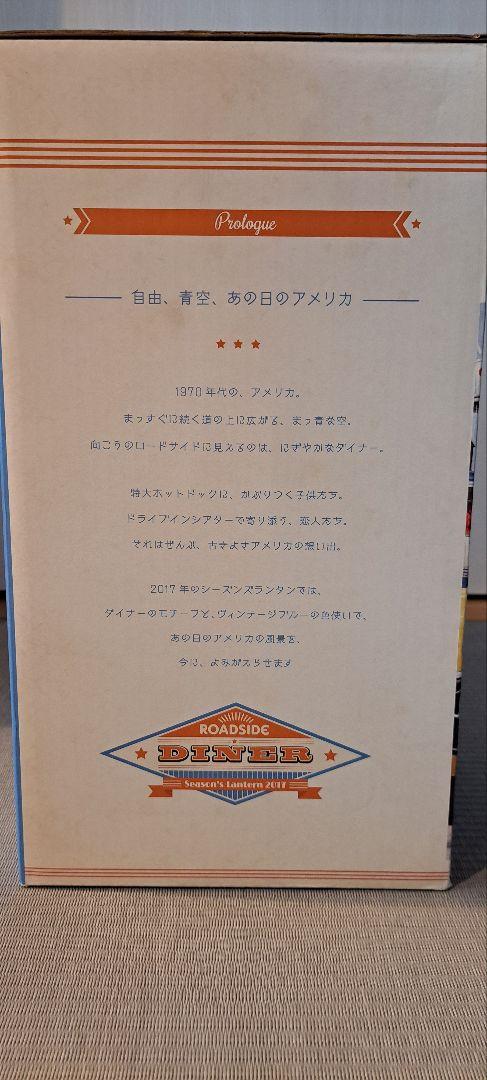 Prologue
自由、青空、あの日のアメリカ
1970年代の、アメリカ。
まっすぐに続く道の上に広がる、まっ青な空。
向こうのロードサイドに見えるのは、にぎやかなダイナー。
特大ホットドックに、かぶりつく子供たち。
ドライブインシアターで寄り添う、恋人たち。
それはぜんぶ、古きよきアメリカの想い出。
2017年のシーズンズランタンでは、
ダイナーのモチーフと、ヴィンテージブルーの色使いで、
あの日のアメリカの風景を、
今に、よみがえらせます
ROADSIDE
DINER
Season's Lantern 2017